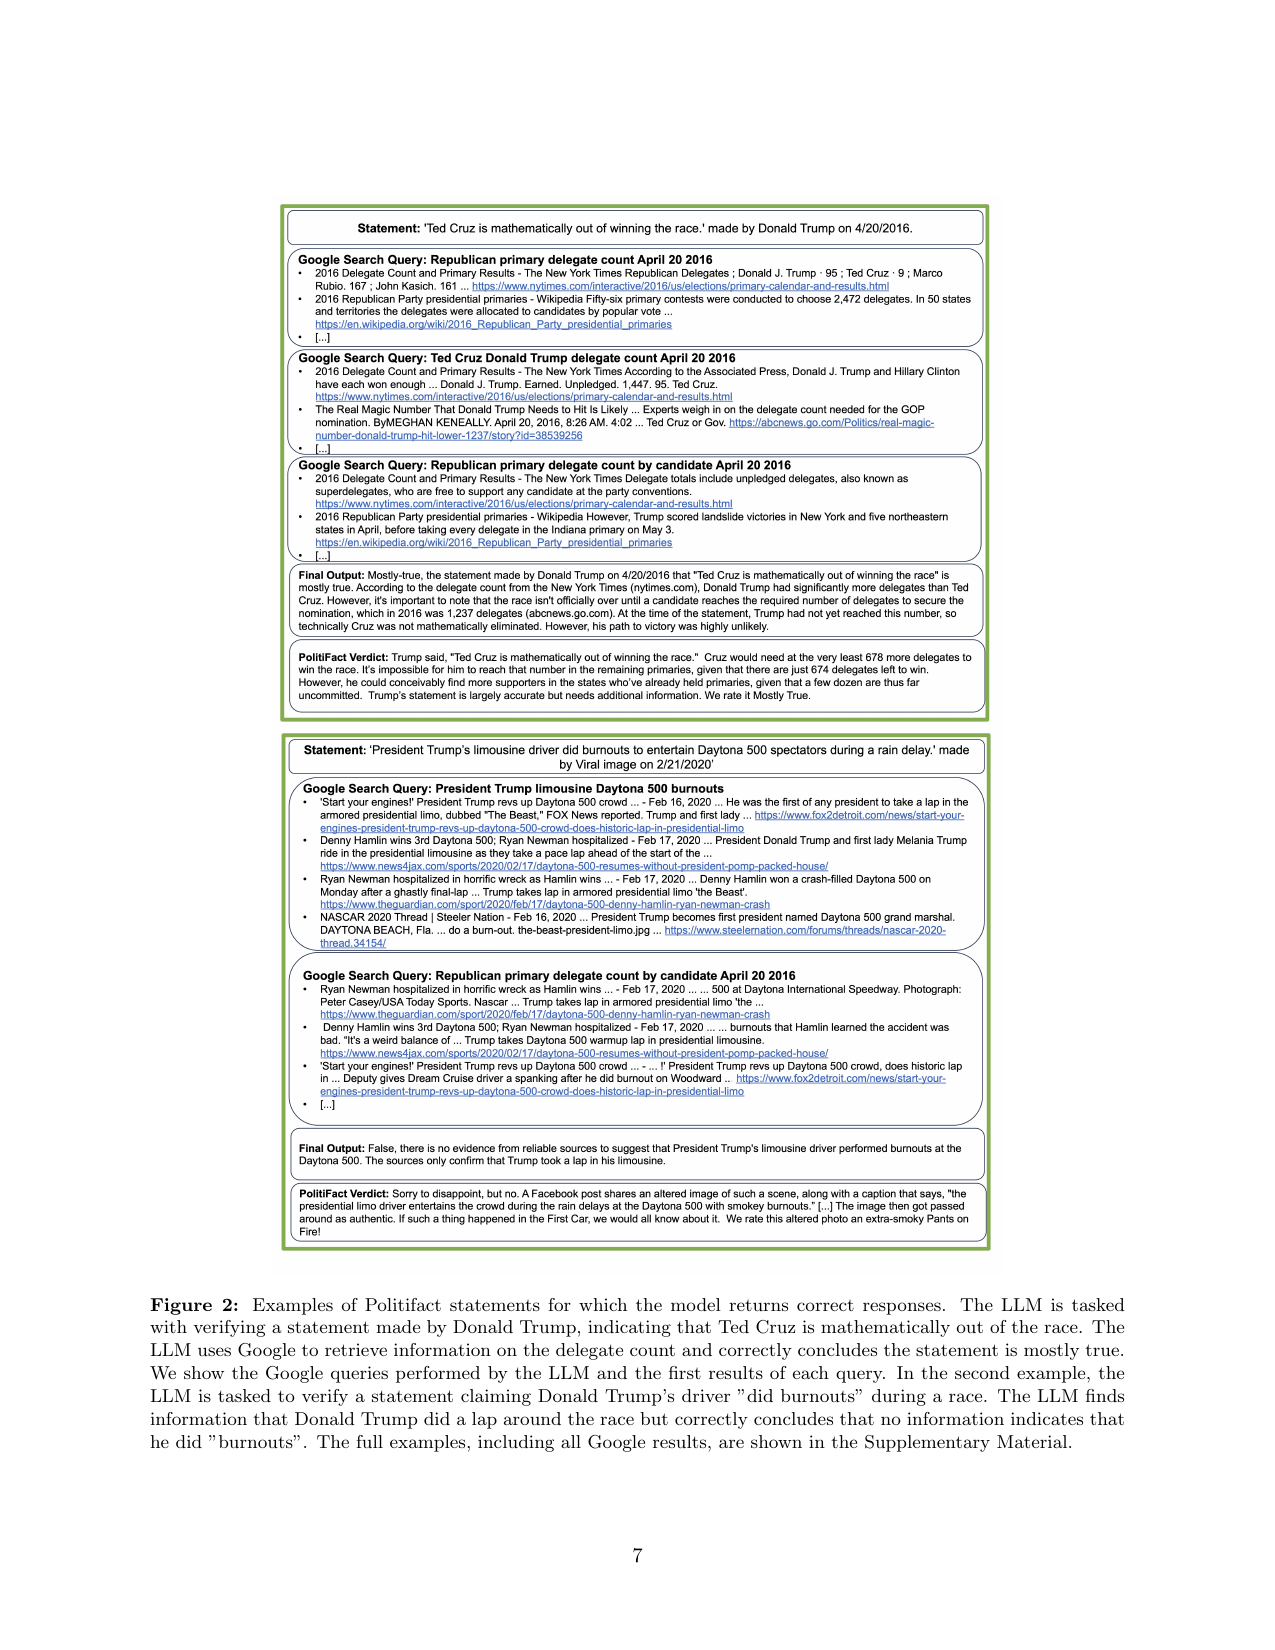 Statement: 'Ted Cruz is mathematically out of winning the race.' made by Donald Trump on 4/20/2016.
Google Search Query: Republican primary delegate count April 20 2016
• 2016 Delegate Count and Primary Results - The New York Times Republican Delegates ; Donald J. Trump · 95 ; Ted Cruz · 9 ; Marco
Rubio. 167 ; John Kasich. 161 ... https://www.nytimes.com/interactive/2016/us/elections/primary-calendar-and-results.html
• 2016 Republican Party presidential primaries - Wikipedia Fifty-six primary contests were conducted to choose 2,472 delegates. In 50 states
and territories the delegates were allocated to candidates by popular vote ...
https://en.wikipedia.org/wiki/2016_Republican_Party_presidential_primaries
• [...]
Google Search Query: Ted Cruz Donald Trump delegate count April 20 2016
• 2016 Delegate Count and Primary Results - The New York Times According to the Associated Press, Donald J. Trump and Hillary Clinton
have each won enough ... Donald J. Trump. Earned. Unpledged. 1,447. 95. Ted Cruz.
https://www.nytimes.com/interactive/2016/us/elections/primary-calendar-and-results.html
• The Real Magic Number That Donald Trump Needs to Hit Is Likely ... Experts weigh in on the delegate count needed for the GOP
nomination. ByMEGHAN KENEALLY. April 20, 2016, 8:26 AM. 4:02 ... Ted Cruz or Gov. https://abcnews.go.com/Politics/real-magic-
number-donald-trump-hit-lower-1237/story?id=38539256
• [...]
Google Search Query: Republican primary delegate count by candidate April 20 2016
• 2016 Delegate Count and Primary Results - The New York Times Delegate totals include unpledged delegates, also known as
superdelegates, who are free to support any candidate at the party conventions.
https://www.nytimes.com/interactive/2016/us/elections/primary-calendar-and-results.html
• 2016 Republican Party presidential primaries - Wikipedia However, Trump scored landslide victories in New York and five northeastern
states in April, before taking every delegate in the Indiana primary on May 3.
https://en.wikipedia.org/wiki/2016_Republican_Party_presidential_primaries
• [...]
Final Output: Mostly-true, the statement made by Donald Trump on 4/20/2016 that "Ted Cruz is mathematically out of winning the race" is
mostly true. According to the delegate count from the New York Times (nytimes.com), Donald Trump had significantly more delegates than Ted
Cruz. However, it's important to note that the race isn't officially over until a candidate reaches the required number of delegates to secure the
nomination, which in 2016 was 1,237 delegates (abcnews.go.com). At the time of the statement, Trump had not yet reached this number, so
technically Cruz was not mathematically eliminated. However, his path to victory was highly unlikely.
PolitiFact Verdict: Trump said, "Ted Cruz is mathematically out of winning the race." Cruz would need at the very least 678 more delegates to
win the race. It's impossible for him to reach that number in the remaining primaries, given that there are just 674 delegates left to win.
However, he could conceivably find more supporters in the states who've already held primaries, given that a few dozen are thus far
uncommitted. Trump's statement is largely accurate but needs additional information. We rate it Mostly True.
Statement: 'President Trump's limousine driver did burnouts to entertain Daytona 500 spectators during a rain delay.' made
by Viral image on 2/21/2020'
Google Search Query: President Trump limousine Daytona 500 burnouts
• 'Start your engines!' President Trump revs up Daytona 500 crowd ... - Feb 16, 2020 ... He was the first of any president to take a lap in the
armored presidential limo, dubbed "The Beast," FOX News reported. Trump and first lady ... https://www.fox2detroit.com/news/start-your-
engines-president-trump-revs-up-daytona-500-crowd-does-historic-lap-in-presidential-limo
• Denny Hamlin wins 3rd Daytona 500; Ryan Newman hospitalized - Feb 17, 2020 ... President Donald Trump and first lady Melania Trump
ride in the presidential limousine as they take a pace lap ahead of the start of the ...
https://www.news4jax.com/sports/2020/02/17/daytona-500-resumes-without-president-pomp-packed-house/
• Ryan Newman hospitalized in horrific wreck as Hamlin wins ... - Feb 17, 2020 ... Denny Hamlin won a crash-filled Daytona 500 on
Monday after a ghastly final-lap ... Trump takes lap in armored presidential limo 'the Beast'.
https://www.theguardian.com/sport/2020/feb/17/daytona-500-denny-hamlin-ryan-newman-crash
• NASCAR 2020 Thread | Steeler Nation - Feb 16, 2020 ... President Trump becomes first president named Daytona 500 grand marshal.
DAYTONA BEACH, Fla. ... do a burn-out. the-beast-president-limo.jpg ... https://www.steelernation.com/forums/threads/nascar-2020-
thread.34154/
Google Search Query: Republican primary delegate count by candidate April 20 2016
• Ryan Newman hospitalized in horrific wreck as Hamlin wins ... - Feb 17, 2020 ... ... 500 at Daytona International Speedway. Photograph:
Peter Casey/USA Today Sports. Nascar ... Trump takes lap in armored presidential limo 'the ...
https://www.theguardian.com/sport/2020/feb/17/daytona-500-denny-hamlin-ryan-newman-crash
• Denny Hamlin wins 3rd Daytona 500; Ryan Newman hospitalized - Feb 17, 2020 ... ... burnouts that Hamlin learned the accident was
bad. "It's a weird balance of ... Trump takes Daytona 500 warmup lap in presidential limousine.
https://www.news4jax.com/sports/2020/02/17/daytona-500-resumes-without-president-pomp-packed-house/
• 'Start your engines!' President Trump revs up Daytona 500 crowd ... - ... !' President Trump revs up Daytona 500 crowd, does historic lap
in ... Deputy gives Dream Cruise driver a spanking after he did burnout on Woodward .. https://www.fox2detroit.com/news/start-your-
engines-president-trump-revs-up-daytona-500-crowd-does-historic-lap-in-presidential-limo
• [...]
Final Output: False, there is no evidence from reliable sources to suggest that President Trump's limousine driver performed burnouts at the
Daytona 500. The sources only confirm that Trump took a lap in his limousine.
PolitiFact Verdict: Sorry to disappoint, but no. A Facebook post shares an altered image of such a scene, along with a caption that says, "the
presidential limo driver entertains the crowd during the rain delays at the Daytona 500 with smokey burnouts." [...] The image then got passed
around as authentic. If such a thing happened in the First Car, we would all know about it. We rate this altered photo an extra-smoky Pants on
Fire!
Figure 2: Examples of Politifact statements for which the model returns correct responses. The LLM is tasked
with verifying a statement made by Donald Trump, indicating that Ted Cruz is mathematically out of the race. The
LLM uses Google to retrieve information on the delegate count and correctly concludes the statement is mostly true.
We show the Google queries performed by the LLM and the first results of each query. In the second example, the
LLM is tasked to verify a statement claiming Donald Trump's driver "did burnouts" during a race. The LLM finds
information that Donald Trump did a lap around the race but correctly concludes that no information indicates that
he did "burnouts". The full examples, including all Google results, are shown in the Supplementary Material.
7